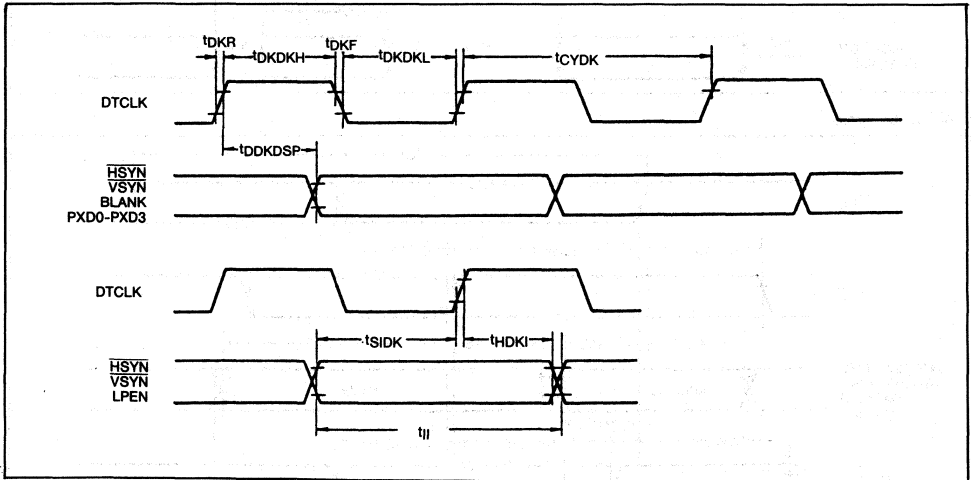 tDKR tDKDKH tDKF tDKDKL tCYDK
DTCLK
tDDKDSP
HSYN
VSYN
BLANK
PXD0-PXD3
DTCLK
tSIDK tHDKI
HSYN
VSYN
LPEN
tII